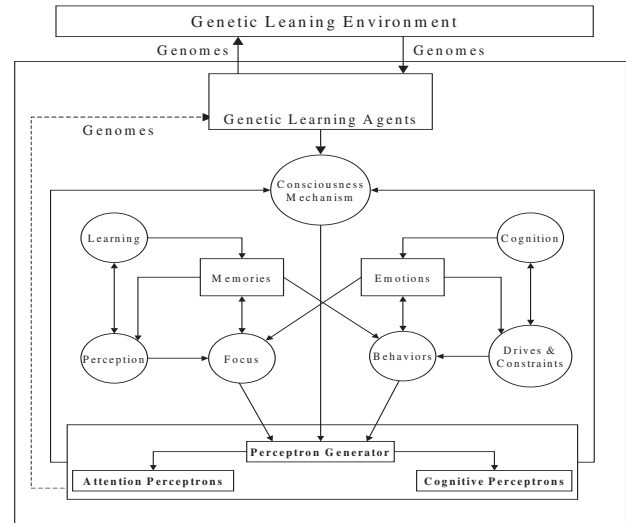 Genetic Leaning Environment
Genomes
Genomes
Genetic Learning Agents
Genomes
Consciousness
Mechanism
Learning
Cognition
Memories
Emotions
Perception
Focus
Behaviors
Drives &
Constraints
Perceptron Generator
Attention Perceptrons
Cognitive Perceptrons